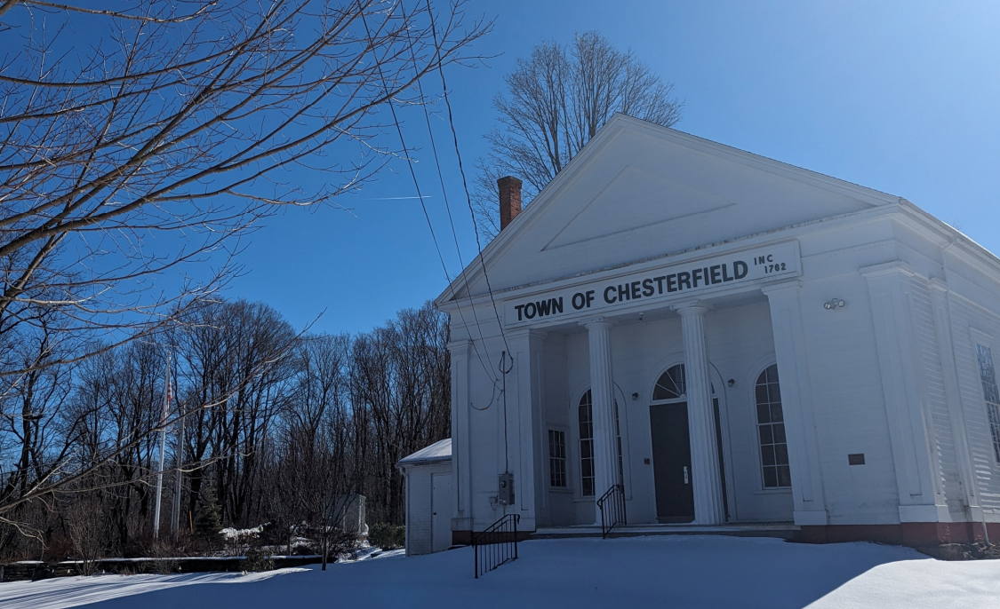 TOWN OF CHESTERFIELD INC
1762